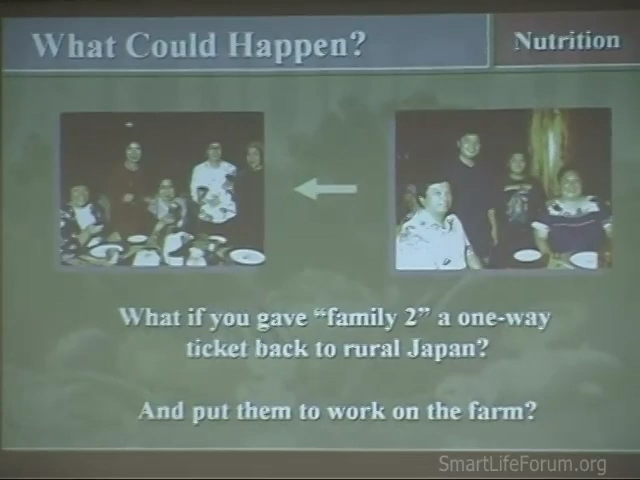 What Could Happen?
Nutrition
What if you gave “family 2” a one-way
ticket back to rural Japan?
And put them to work on the farm?
SmartLifeForum.org